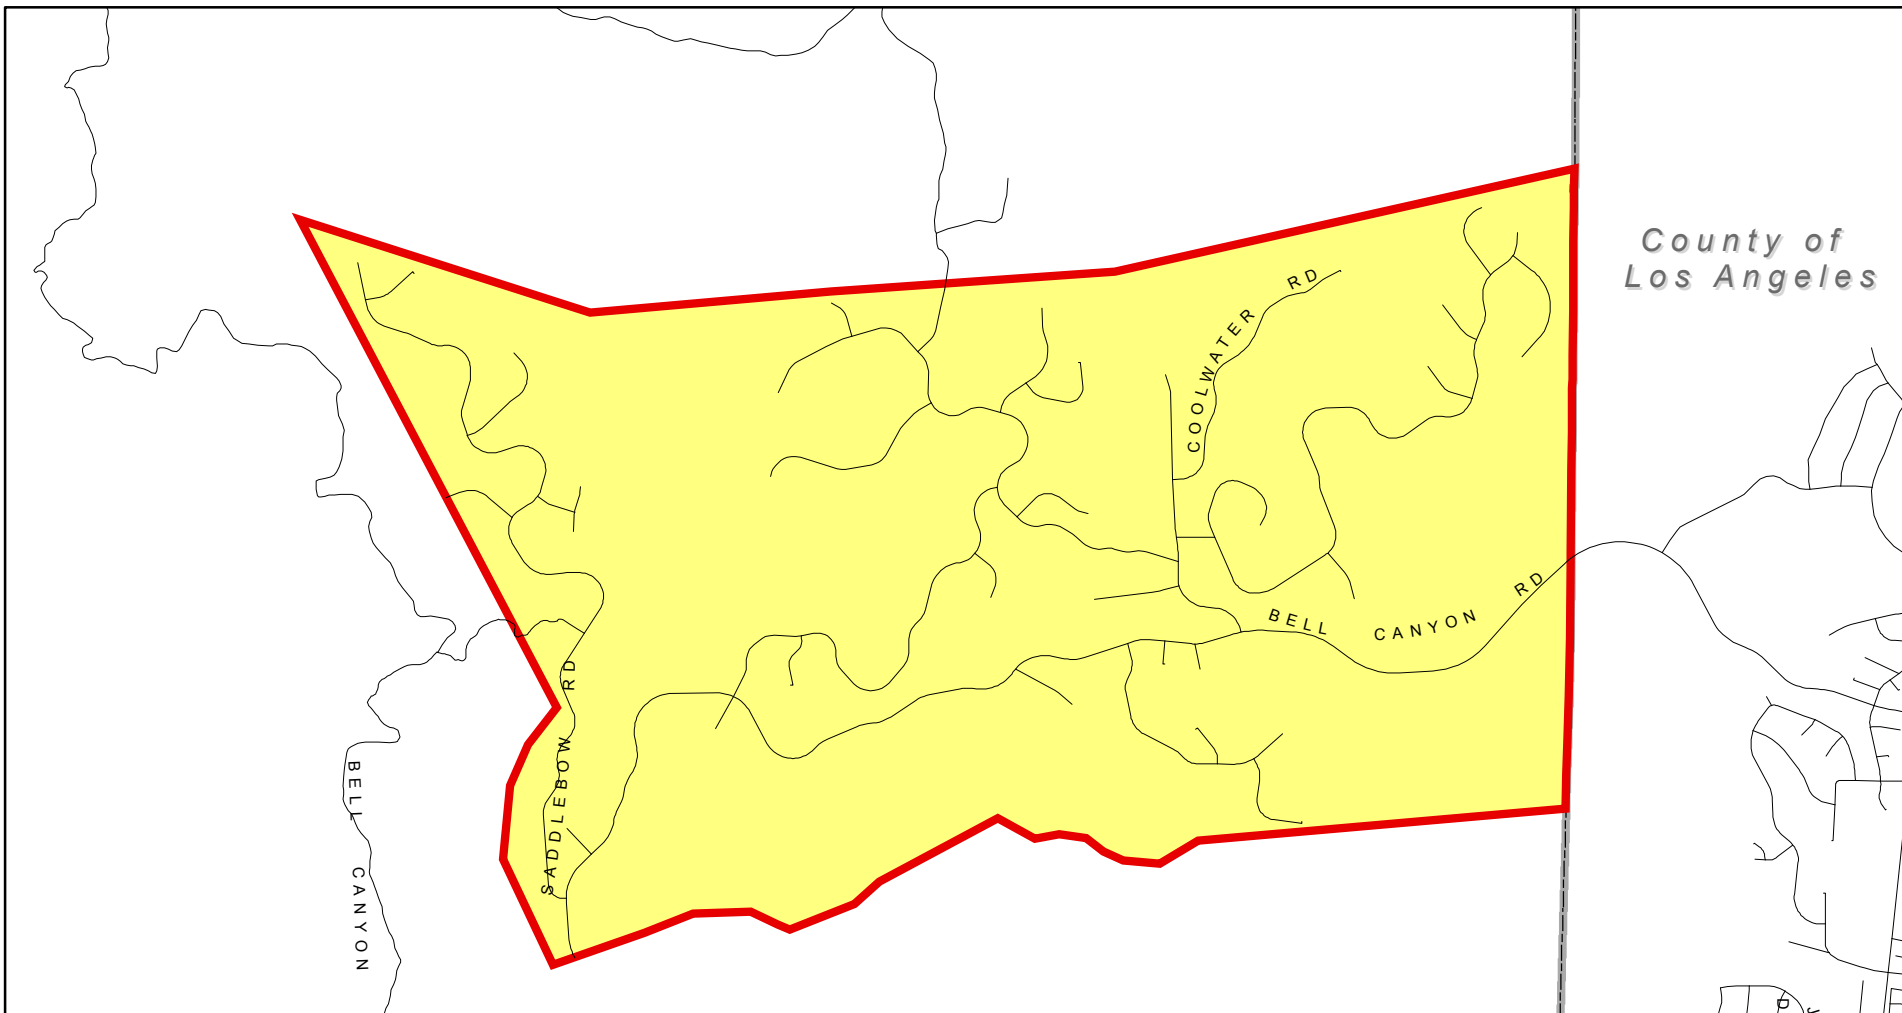 County of
Los Angeles
COOLWATER RD
BELL CANYON RD
SADDLEBOW RD
BELL CANYON